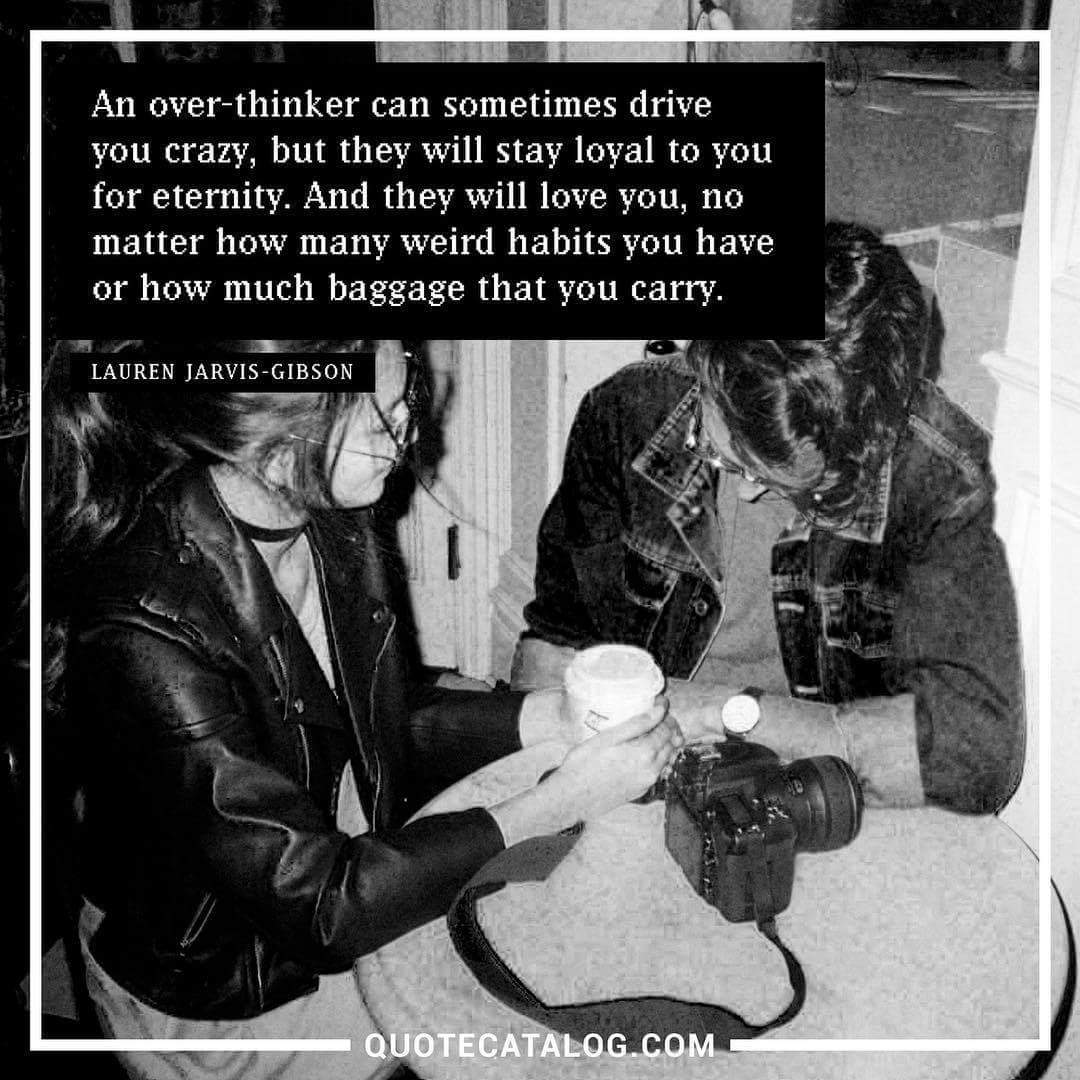 An over-thinker can sometimes drive
you crazy, but they will stay loyal to you
for eternity. And they will love you, no
matter how many weird habits you have
or how much baggage that you carry.
LAUREN JARVIS-GIBSON
QUOTECATALOG.COM